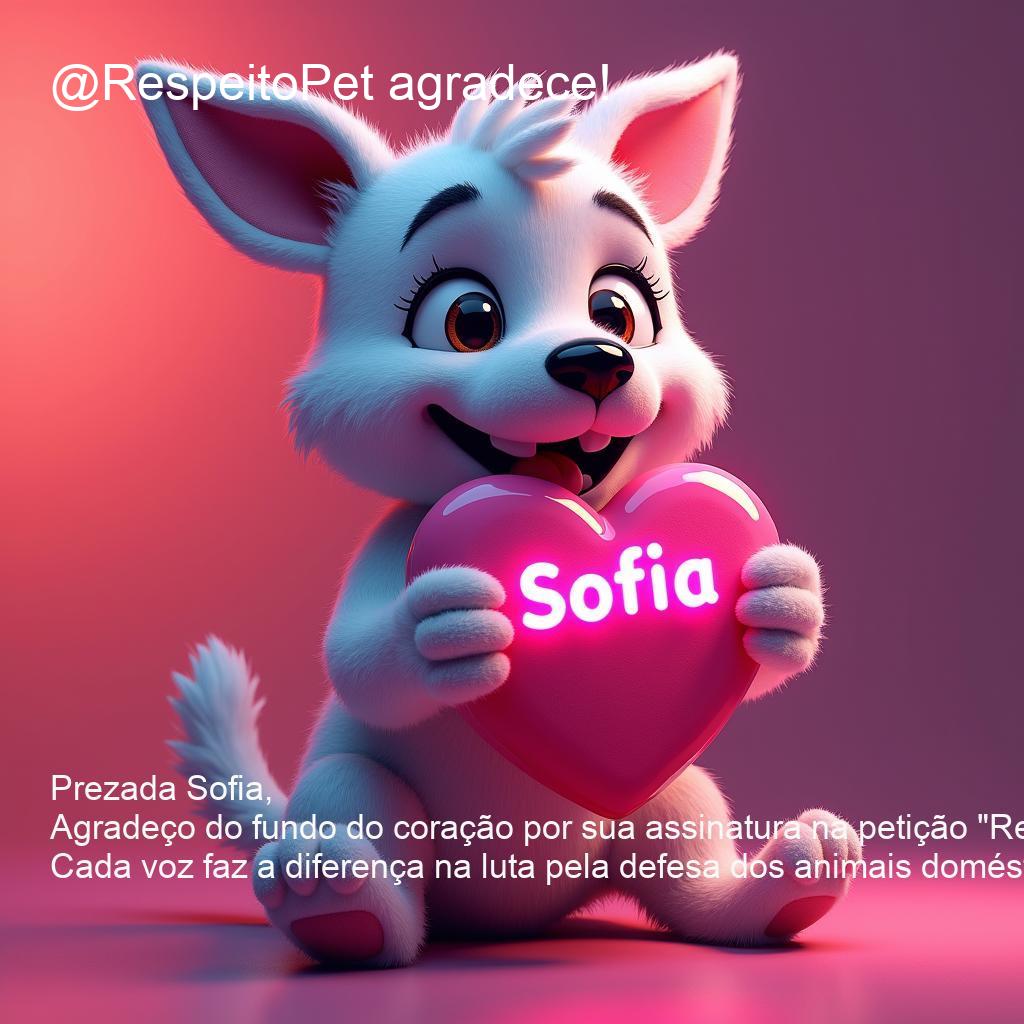 @RespeitoPet agradece!
Sofia
Prezada Sofia,
Agradeço do fundo do coração por sua assinatura na petição "Re
Cada voz faz a diferença na luta pela defesa dos animais domés